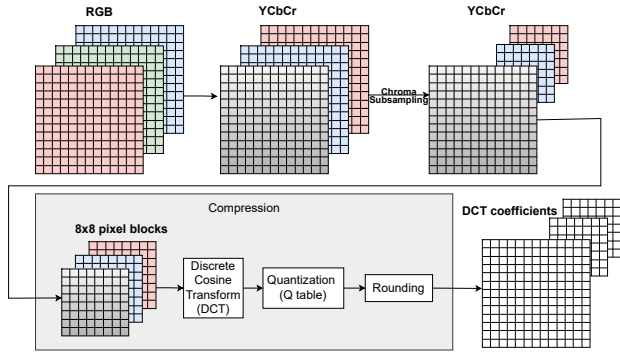 RGB
YCbCr
YCbCr
Chroma
Subsampling
Compression
8x8 pixel blocks
Discrete
Cosine
Transform
(DCT)
Quantization
(Q table)
Rounding
DCT coefficients